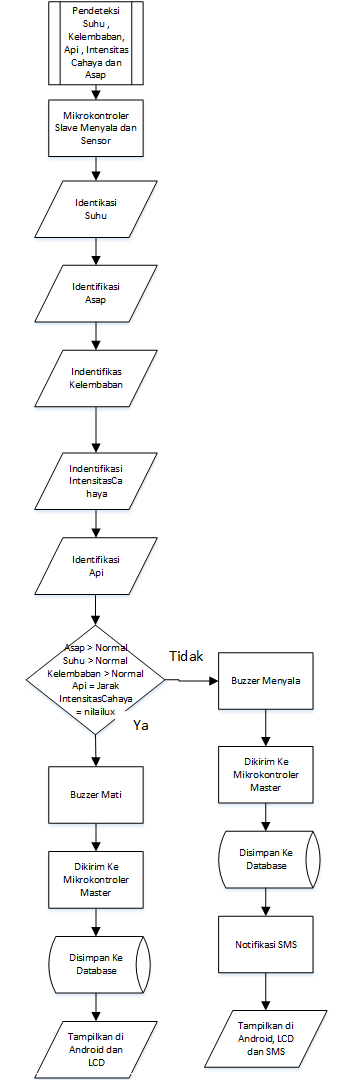 Pendeteksi
Suhu ,
Kelembaban,
Api , Intensitas
Cahaya dan
Asap
Mikrokontroler
Slave Menyala dan
Sensor
Identikasi
Suhu
Identifikasi
Asap
Indentifikas
Kelembaban
Indentifikasi
IntensitasCa
haya
Identifikasi
Api
Asap > Normal
Suhu > Normal
Kelembaban > Normal
Api = Jarak
IntensitasCahaya
= nilailux
Tidak
Ya
Buzzer Mati
Dikirim Ke
Mikrokontroler
Master
Disimpan Ke
Database
Tampilkan di
Android dan
LCD
Buzzer Menyala
Dikirim Ke
Mikrokontroler
Master
Disimpan Ke
Database
Notifikasi SMS
Tampilkan di
Android, LCD
dan SMS